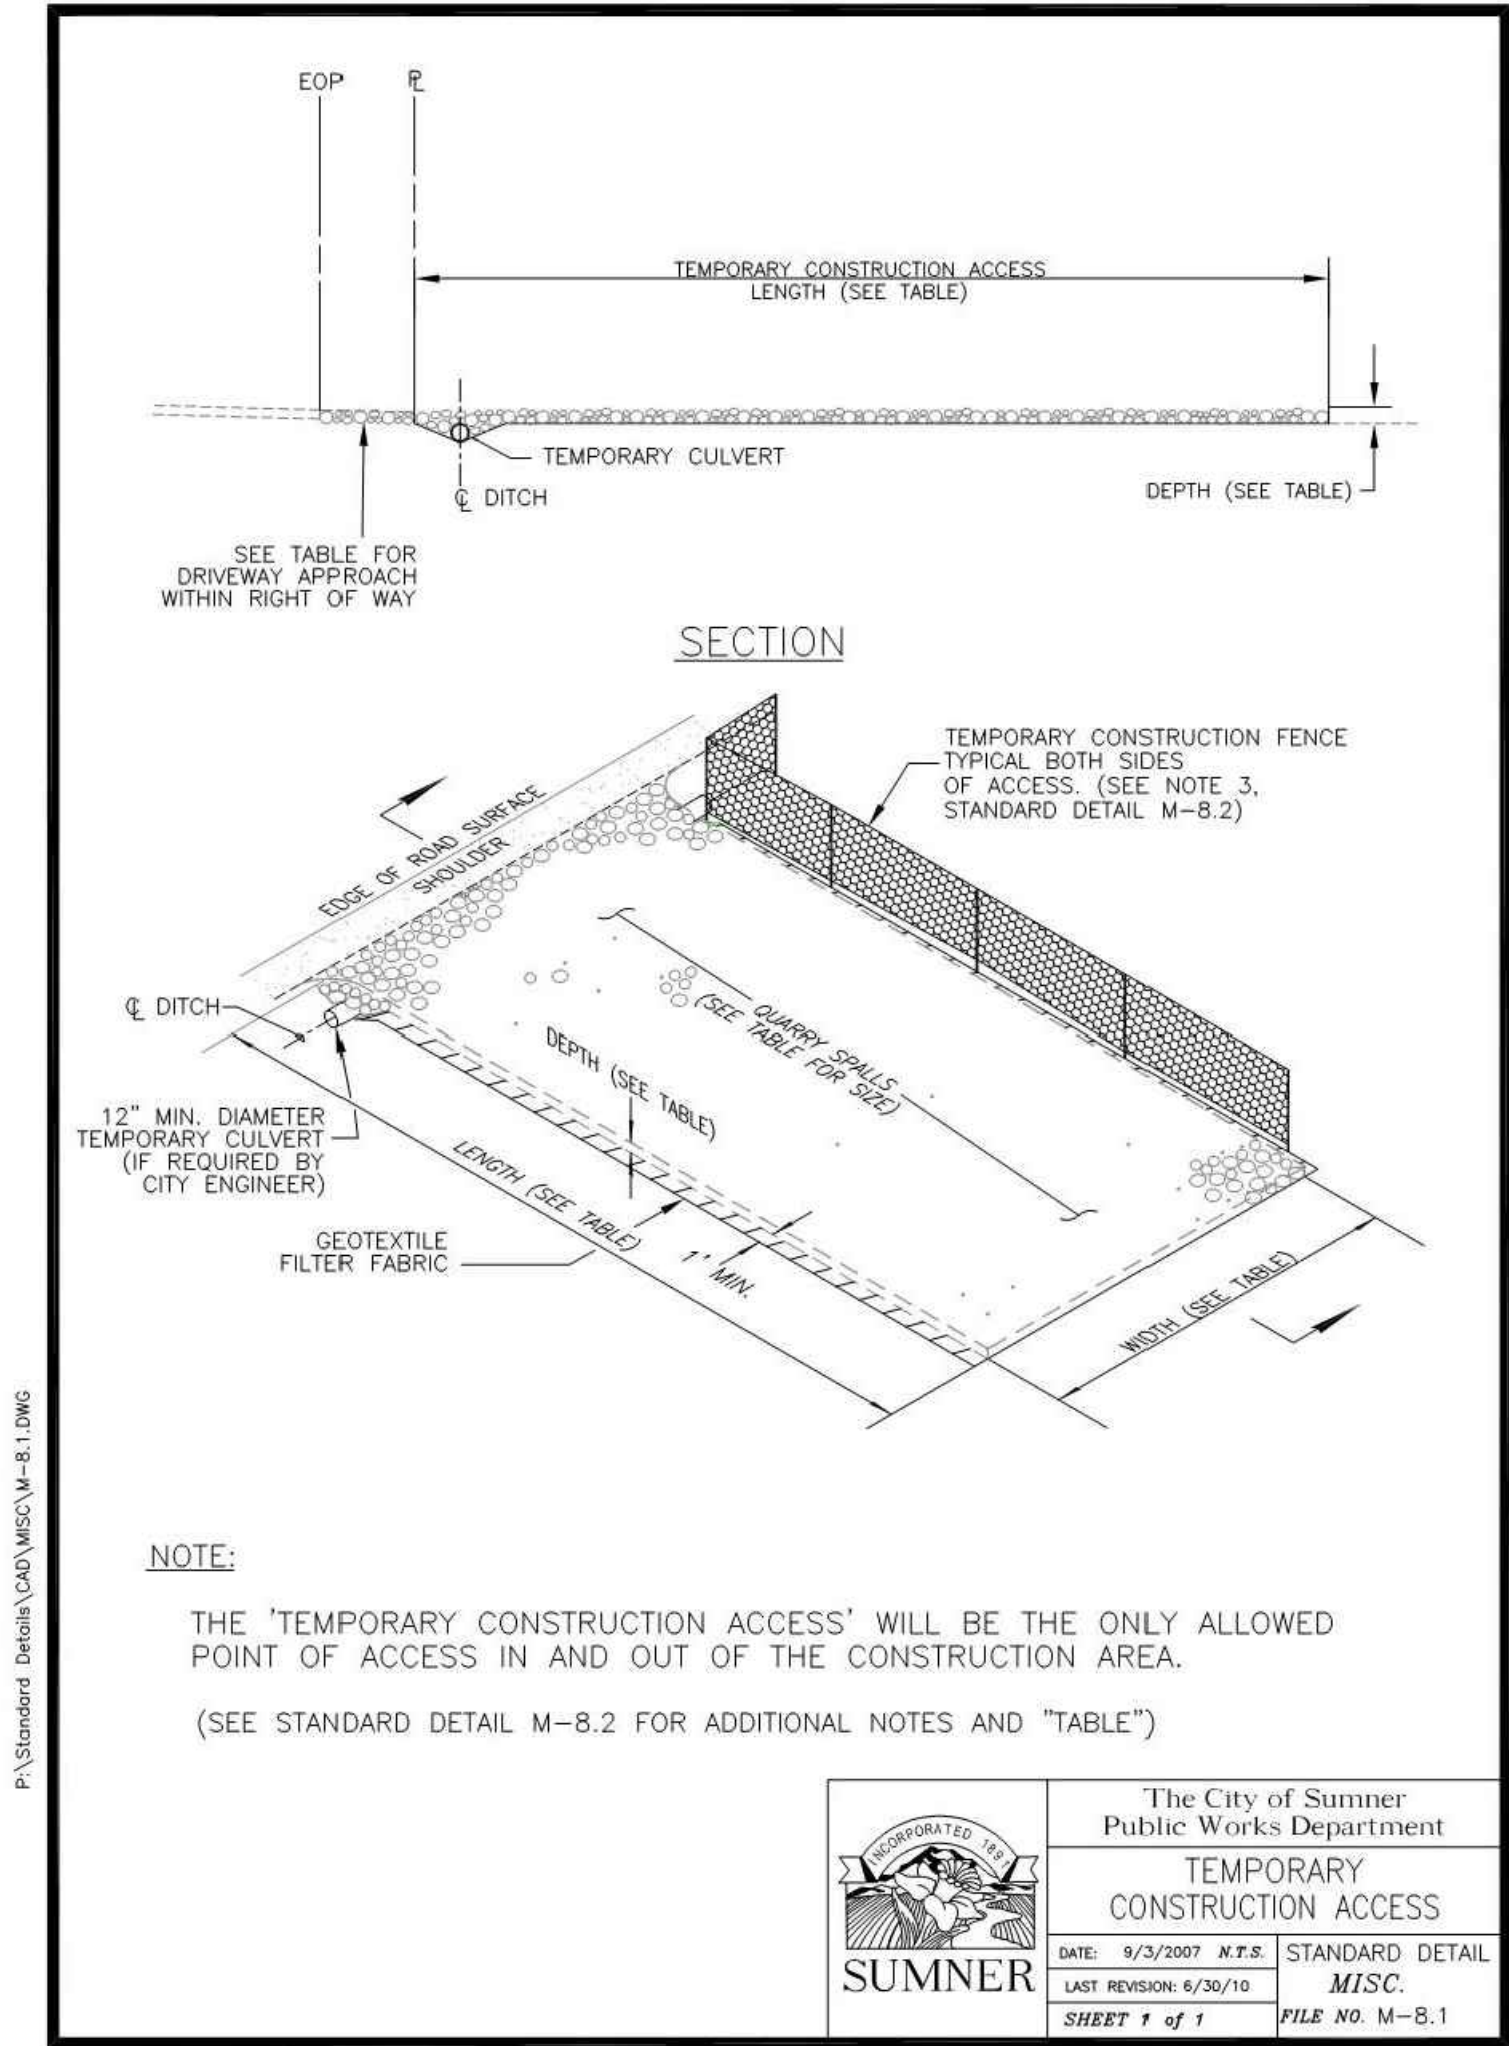 EOP
℄
TEMPORARY CONSTRUCTION ACCESS
LENGTH (SEE TABLE)
TEMPORARY CULVERT
℄ DITCH
DEPTH (SEE TABLE)
SEE TABLE FOR
DRIVEWAY APPROACH
WITHIN RIGHT OF WAY
SECTION
TEMPORARY CONSTRUCTION FENCE
TYPICAL BOTH SIDES
OF ACCESS. (SEE NOTE 3,
STANDARD DETAIL M-8.2)
EDGE OF ROAD SURFACE
SHOULDER
℄ DITCH
QUARRY SPALLS
(SEE TABLE FOR SIZE)
DEPTH (SEE TABLE)
12" MIN. DIAMETER
TEMPORARY CULVERT
(IF REQUIRED BY
CITY ENGINEER)
LENGTH (SEE TABLE)
GEOTEXTILE
FILTER FABRIC
1' MIN.
WIDTH (SEE TABLE)
NOTE:
THE 'TEMPORARY CONSTRUCTION ACCESS' WILL BE THE ONLY ALLOWED
POINT OF ACCESS IN AND OUT OF THE CONSTRUCTION AREA.
(SEE STANDARD DETAIL M-8.2 FOR ADDITIONAL NOTES AND "TABLE")
P:\Standard Details\CAD\MISC\M-8.1.DWG
INCORPORATED 1891
SUMNER
The City of Sumner
Public Works Department
TEMPORARY
CONSTRUCTION ACCESS
DATE: 9/3/2007 N.T.S.
LAST REVISION: 6/30/10
SHEET 1 of 1
STANDARD DETAIL
MISC.
FILE NO. M-8.1